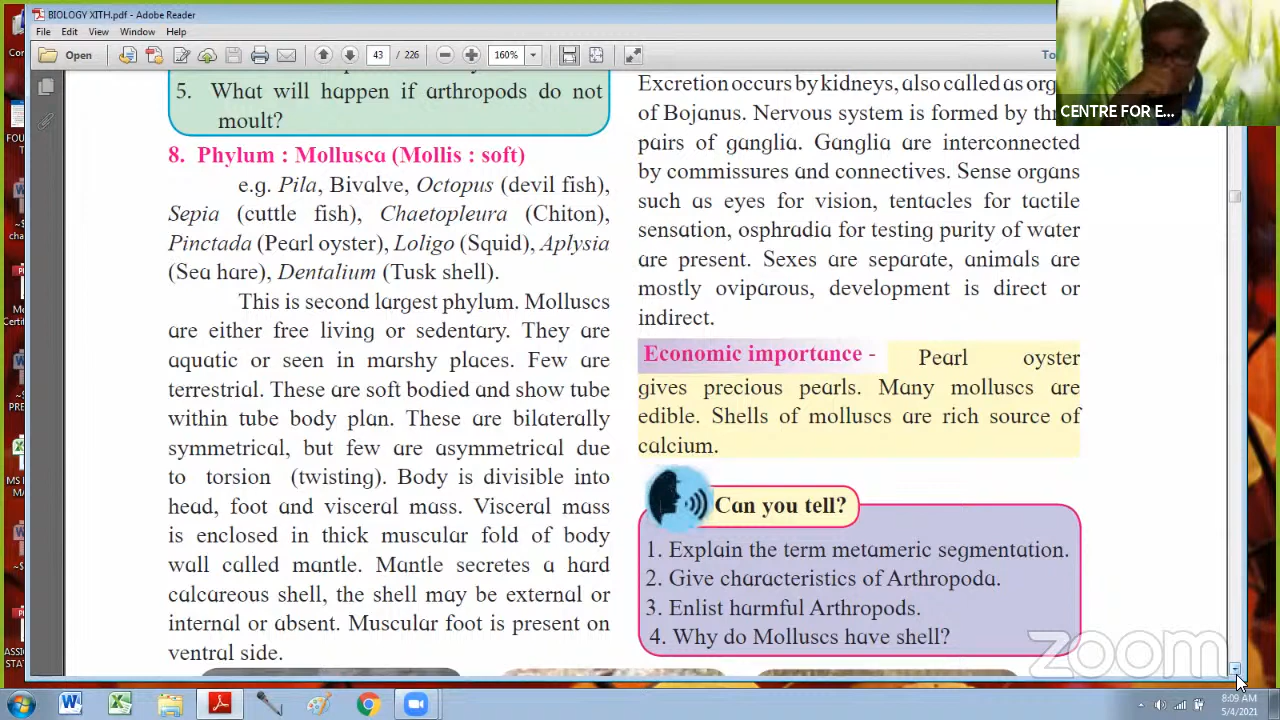 BIOLOGY XITH.pdf - Adobe Reader
File Edit View Window Help
Open 43 / 226 160% To
5. What will happen if arthropods do not
moult?
8. Phylum : Mollusca (Mollis : soft)
e.g. Pila, Bivalve, Octopus (devil fish),
Sepia (cuttle fish), Chaetopleura (Chiton),
Pinctada (Pearl oyster), Loligo (Squid), Aplysia
(Sea hare), Dentalium (Tusk shell).
This is second largest phylum. Molluscs
are either free living or sedentary. They are
aquatic or seen in marshy places. Few are
terrestrial. These are soft bodied and show tube
within tube body plan. These are bilaterally
symmetrical, but few are asymmetrical due
to torsion (twisting). Body is divisible into
head, foot and visceral mass. Visceral mass
is enclosed in thick muscular fold of body
wall called mantle. Mantle secretes a hard
calcareous shell, the shell may be external or
internal or absent. Muscular foot is present on
ventral side.
Excretion occurs by kidneys, also called as org
of Bojanus. Nervous system is formed by thr
pairs of ganglia. Ganglia are interconnected
by commissures and connectives. Sense organs
such as eyes for vision, tentacles for tactile
sensation, osphradia for testing purity of water
are present. Sexes are separate, animals are
mostly oviparous, development is direct or
indirect.
Economic importance - Pearl oyster
gives precious pearls. Many molluscs are
edible. Shells of molluscs are rich source of
calcium.
Can you tell?
1. Explain the term metameric segmentation.
2. Give characteristics of Arthropoda.
3. Enlist harmful Arthropods.
4. Why do Molluscs have shell?
CENTRE FOR E...
zoom
8:09 AM
5/4/2021